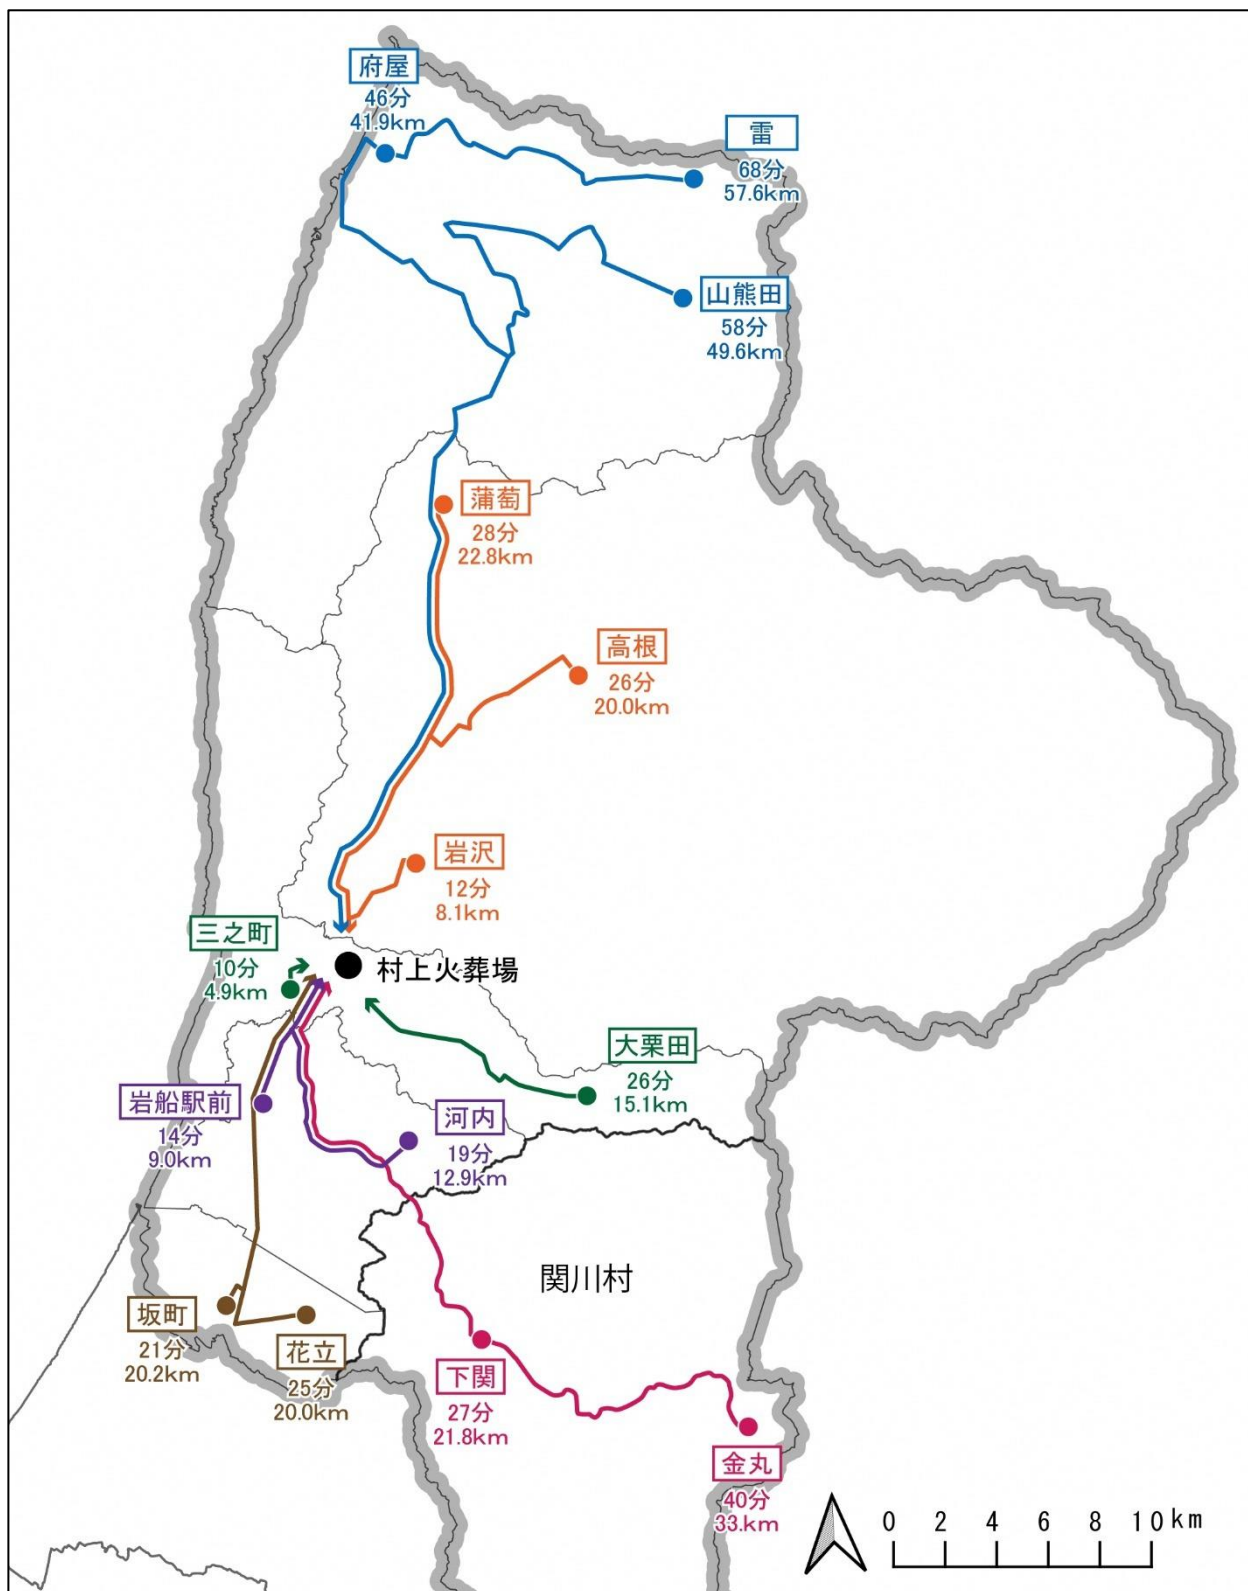 府屋
46分
41.9km
雷
68分
57.6km
山熊田
58分
49.6km
蒲萄
28分
22.8km
高根
26分
20.0km
岩沢
12分
8.1km
三之町
10分
4.9km
村上火葬場
大栗田
26分
15.1km
岩船駅前
14分
9.0km
河内
19分
12.9km
関川村
坂町
21分
20.2km
花立
25分
20.0km
下関
27分
21.8km
金丸
40分
33.km
0 2 4 6 8 10km